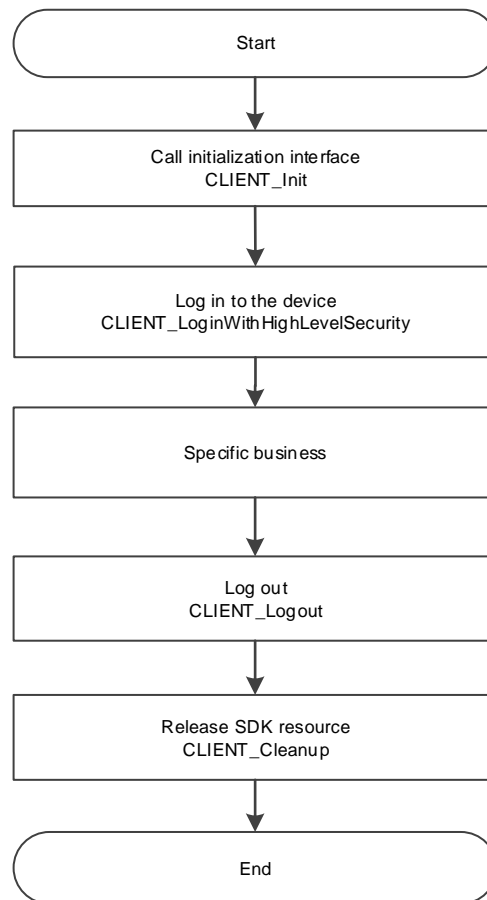 Start
Call initialization interface
CLIENT_Init
Log in to the device
CLIENT_LoginWithHighLevelSecurity
Specific business
Log out
CLIENT_Logout
Release SDK resource
CLIENT_Cleanup
End